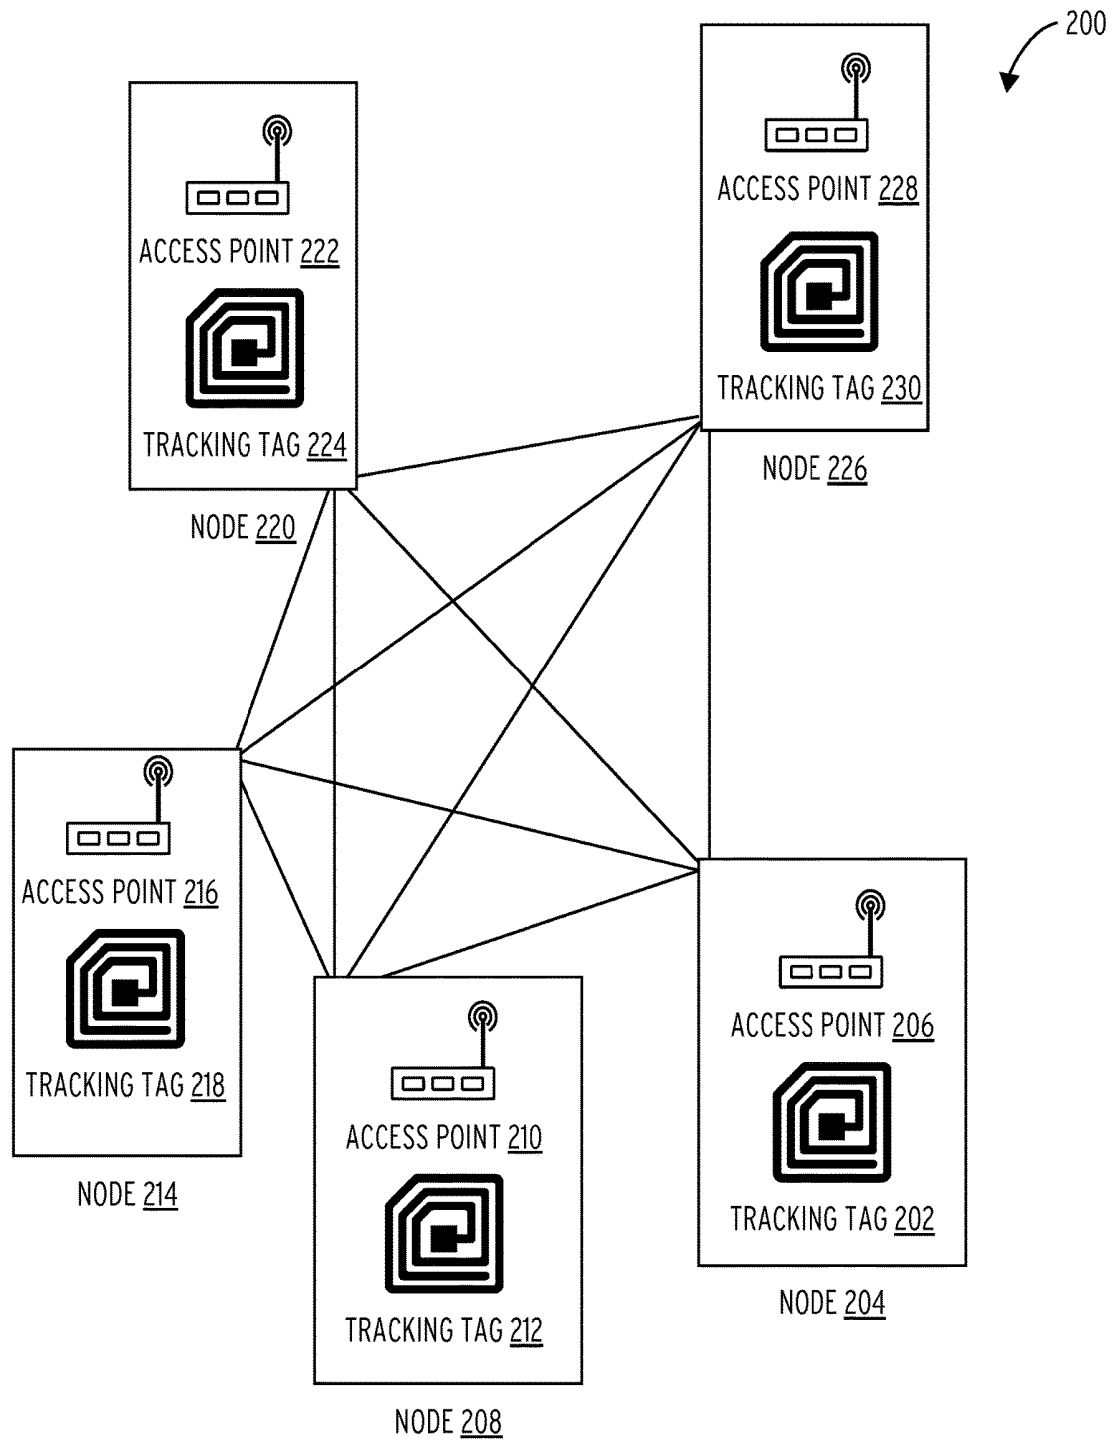 200
ACCESS POINT 228
TRACKING TAG 230
NODE 226
ACCESS POINT 222
TRACKING TAG 224
NODE 220
ACCESS POINT 216
TRACKING TAG 218
NODE 214
ACCESS POINT 206
TRACKING TAG 202
NODE 204
ACCESS POINT 210
TRACKING TAG 212
NODE 208